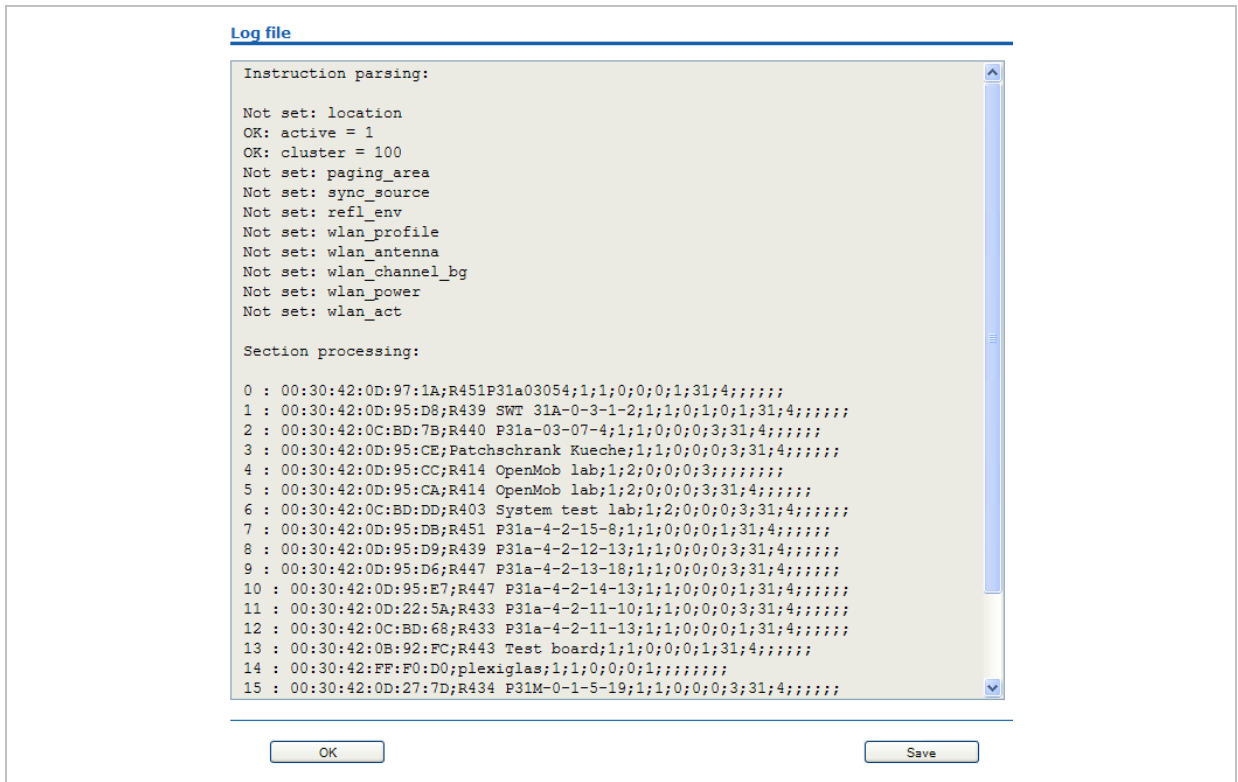 Log file
Instruction parsing:
Not set: location
OK: active = 1
OK: cluster = 100
Not set: paging_area
Not set: sync_source
Not set: refl_env
Not set: wlan_profile
Not set: wlan_antenna
Not set: wlan_channel_bg
Not set: wlan_power
Not set: wlan_act
Section processing:
0 : 00:30:42:0D:97:1A;R451P31a03054;1;1;0;0;0;1;31;4;;;;;;
1 : 00:30:42:0D:95:D8;R439 SWT 31A-0-3-1-2;1;1;0;1;0;1;31;4;;;;;;
2 : 00:30:42:0C:BD:7B;R440 P31a-03-07-4;1;1;0;0;0;3;31;4;;;;;;
3 : 00:30:42:0D:95:CE;Patchschrank Kueche;1;1;0;0;0;3;31;4;;;;;;
4 : 00:30:42:0D:95:CC;R414 OpenMob lab;1;2;0;0;0;3;;;;;;;;
5 : 00:30:42:0D:95:CA;R414 OpenMob lab;1;2;0;0;0;3;31;4;;;;;;
6 : 00:30:42:0C:BD:DD;R403 System test lab;1;2;0;0;0;3;31;4;;;;;;
7 : 00:30:42:0D:95:DB;R451 P31a-4-2-15-8;1;1;0;0;0;1;31;4;;;;;;
8 : 00:30:42:0D:95:D9;R439 P31a-4-2-12-13;1;1;0;0;0;3;31;4;;;;;;
9 : 00:30:42:0D:95:D6;R447 P31a-4-2-13-18;1;1;0;0;0;3;31;4;;;;;;
10 : 00:30:42:0D:95:E7;R447 P31a-4-2-14-13;1;1;0;0;0;1;31;4;;;;;;
11 : 00:30:42:0D:22:5A;R433 P31a-4-2-11-10;1;1;0;0;0;3;31;4;;;;;;
12 : 00:30:42:0C:BD:68;R433 P31a-4-2-11-13;1;1;0;0;0;1;31;4;;;;;;
13 : 00:30:42:0B:92:FC;R443 Test board;1;1;0;0;0;1;31;4;;;;;;
14 : 00:30:42:FF:F0:D0;plexiglas;1;1;0;0;0;1;;;;;;;;
15 : 00:30:42:0D:27:7D;R434 P31M-0-1-5-19;1;1;0;0;0;3;31;4;;;;;;
OK
Save